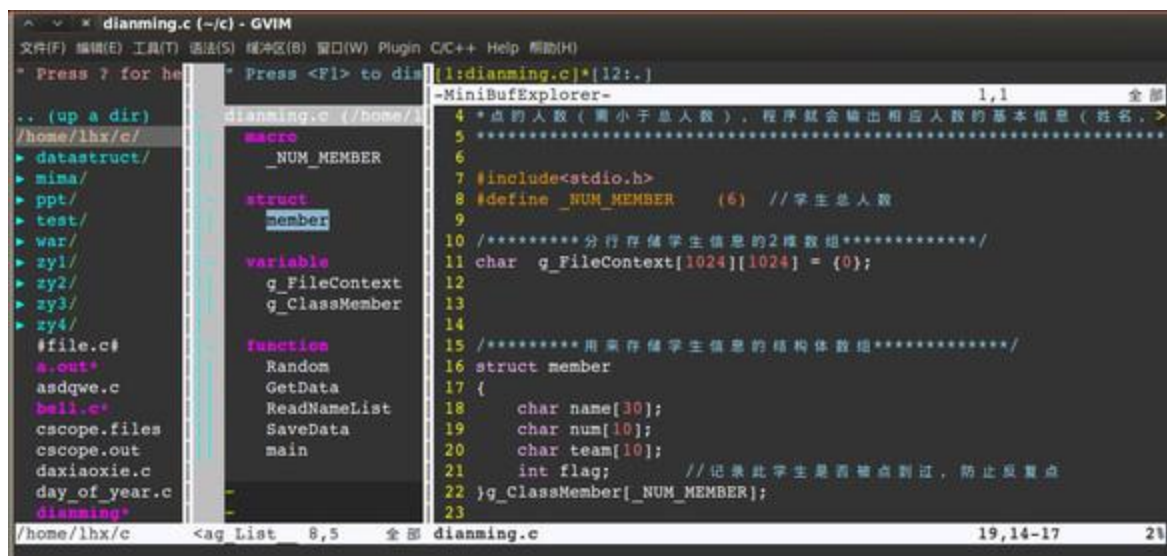 dianming.c (~/c) - GVIM
文件(F) 编辑(E) 工具(T) 语法(S) 缓冲区(B) 窗口(W) Plugin C/C++ Help 帮助(H)
" Press ? for he
.. (up a dir)
/home/lhx/c/
▸ datastruct/
▸ mima/
▸ ppt/
▸ test/
▸ war/
▸ zy1/
▸ zy2/
▸ zy3/
▸ zy4/
#file.c#
a.out*
asdqwe.c
bell.c*
cscope.files
cscope.out
daxiaoxie.c
day_of_year.c
dianming*
/home/lhx/c
" Press <F1> to dis
dianming.c (/home/l
macro
_NUM_MEMBER
struct
member
variable
g_FileContext
g_ClassMember
function
Random
GetData
ReadNameList
SaveData
main
~
~
<ag_List__ 8,5 全部
[1:dianming.c]*[12:.]
-MiniBufExplorer- 1,1 全部
4 *点的人数(需小于总人数), 程序就会输出相应人数的基本信息(姓名, >
5 ****************************************************************
6
7 #include<stdio.h>
8 #define _NUM_MEMBER (6) //学生总人数
9
10 /*********分行存储学生信息的2维数组*************/
11 char g_FileContext[1024][1024] = {0};
12
13
14
15 /*********用来存储学生信息的结构体数组*************/
16 struct member
17 {
18 char name[30];
19 char num[10];
20 char team[10];
21 int flag; //记录此学生是否被点到过, 防止反复点
22 }g_ClassMember[_NUM_MEMBER];
23
dianming.c 19,14-17 2%